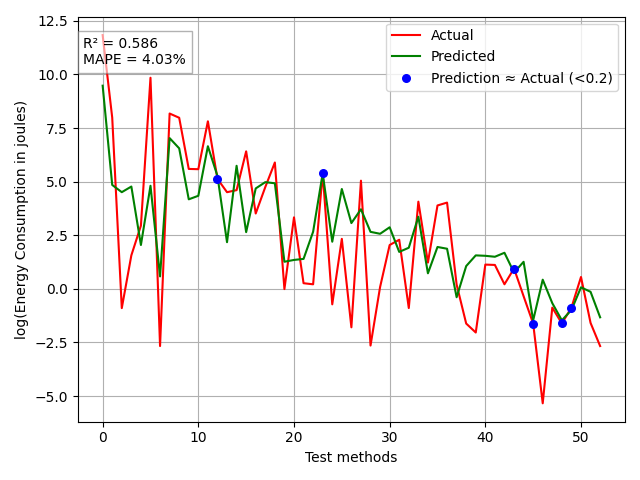 12.5
10.0
7.5
5.0
2.5
0.0
−2.5
−5.0
log(Energy Consumption in joules)
R² = 0.586
MAPE = 4.03%
Actual
Predicted
Prediction ≈ Actual (<0.2)
0 10 20 30 40 50
Test methods